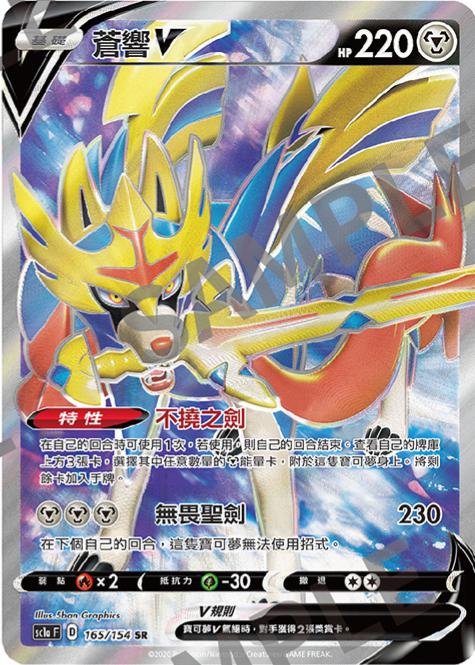 基礎 蒼響V HP 220
特性 不撓之劍
在自己的回合時可使用1次，若使用，則自己的回合結束。查看自己的牌庫
上方3張卡，選擇其中任意數量的 能量卡，附於這隻寶可夢身上。將剩
餘卡加入手牌。
無畏聖劍 230
在下個自己的回合，這隻寶可夢無法使用招式。
弱點 ×2 抵抗力 -30 撤退
Illus. 5ban Graphics
V規則
sc1a F D 165/154 SR
寶可夢V氣絕時，對手獲得2張獎賞卡。
SAMPLE